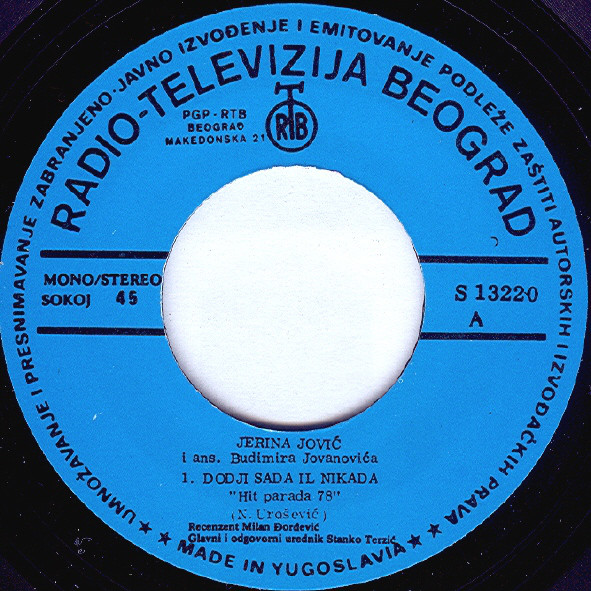 UMNOŽAVANJE I PRESNIMAVANJE ZABRANJENO·JAVNO IZVOĐENJE I EMITOVANJE PODLEŽE ZAŠTITI AUTORSKIH I IZVOĐAČKIH PRAVA
RADIO-TELEVIZIJA BEOGRAD
PGP-RTB
BEOGRAD
MAKEDONSKA 21
RTB
MONO/STEREO
SOKOJ 45
S 13220
A
JERINA JOVIĆ
i ans. Budimira Jovanovića
1. DODJI SADA IL NIKADA
"Hit parada 78"
(N. Urošević)
Recenzent Milan Đorđević
Glavni i odgovorni urednik Stanko Terzić
★ ★ MADE IN YUGOSLAVIA ★ ★ ★